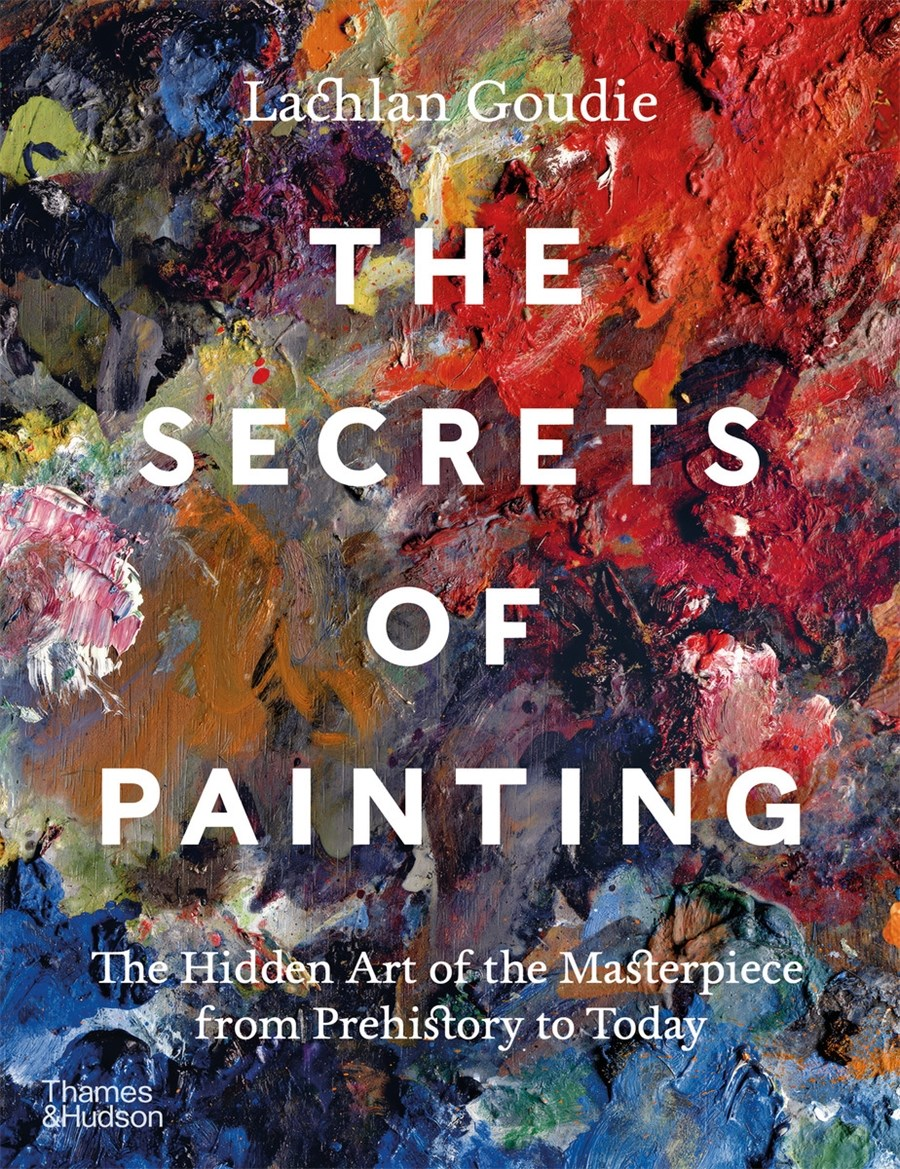 Lachlan Goudie
THE
SECRETS
OF
PAINTING
The Hidden Art of the Masterpiece
from Prehistory to Today
Thames
&Hudson